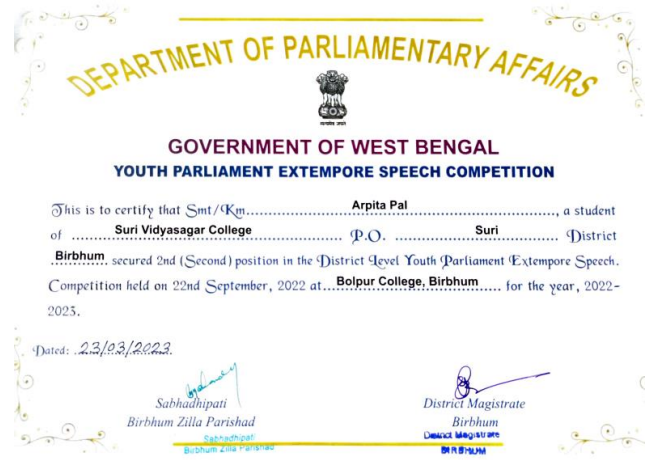 DEPARTMENT OF PARLIAMENTARY AFFAIRS
सत्यमेव जयते
GOVERNMENT OF WEST BENGAL
YOUTH PARLIAMENT EXTEMPORE SPEECH COMPETITION
This is to certify that Smt/Km.....Arpita Pal....., a student
of .....Suri Vidyasagar College..... P.O. .....Suri..... District
.Birbhum. secured 2nd (Second) position in the District Level Youth Parliament Extempore Speech.
Competition held on 22nd September, 2022 at...Bolpur College, Birbhum..... for the year, 2022-
2023.
Dated: .23/03/2023.
Sabhadhipati
Birbhum Zilla Parishad
Sabhadhipati
Birbhum Zilla Parishad
District Magistrate
Birbhum
District Magistrate
BIRBHUM